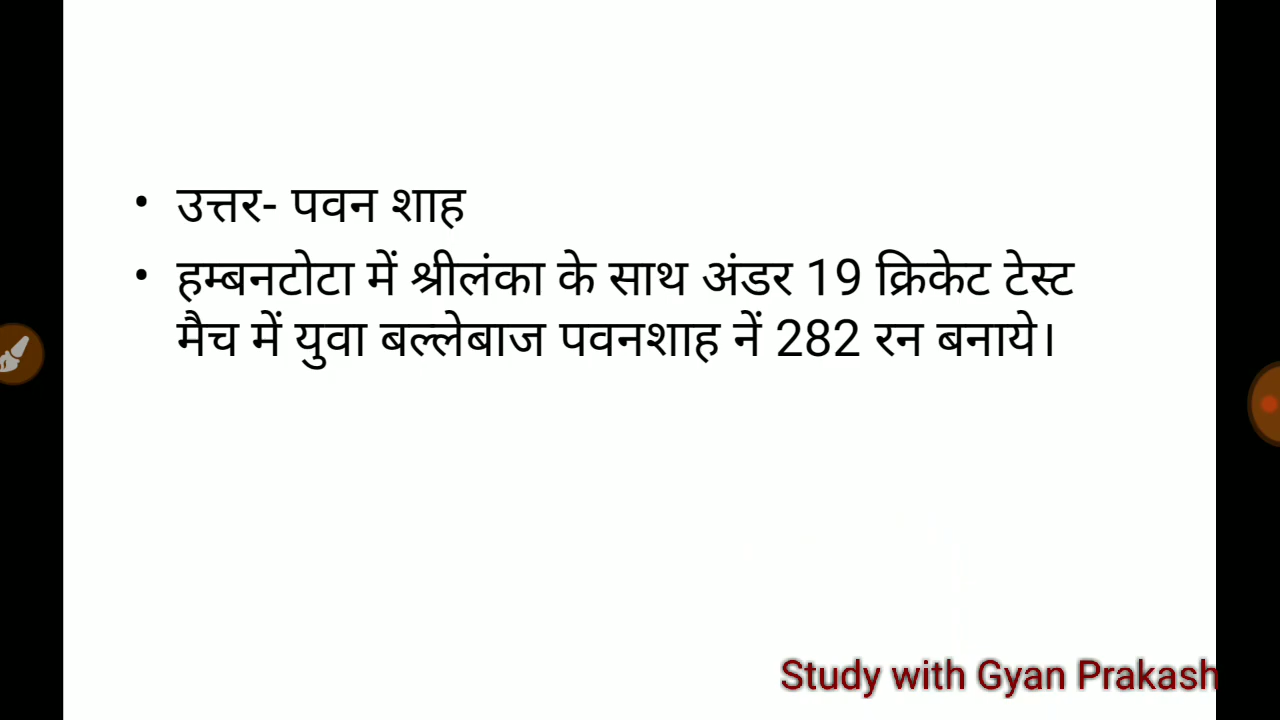 • उत्तर- पवन शाह
• हम्बनटोटा में श्रीलंका के साथ अंडर 19 क्रिकेट टेस्ट
मैच में युवा बल्लेबाज पवनशाह नें 282 रन बनाये।
Study with Gyan Prakash